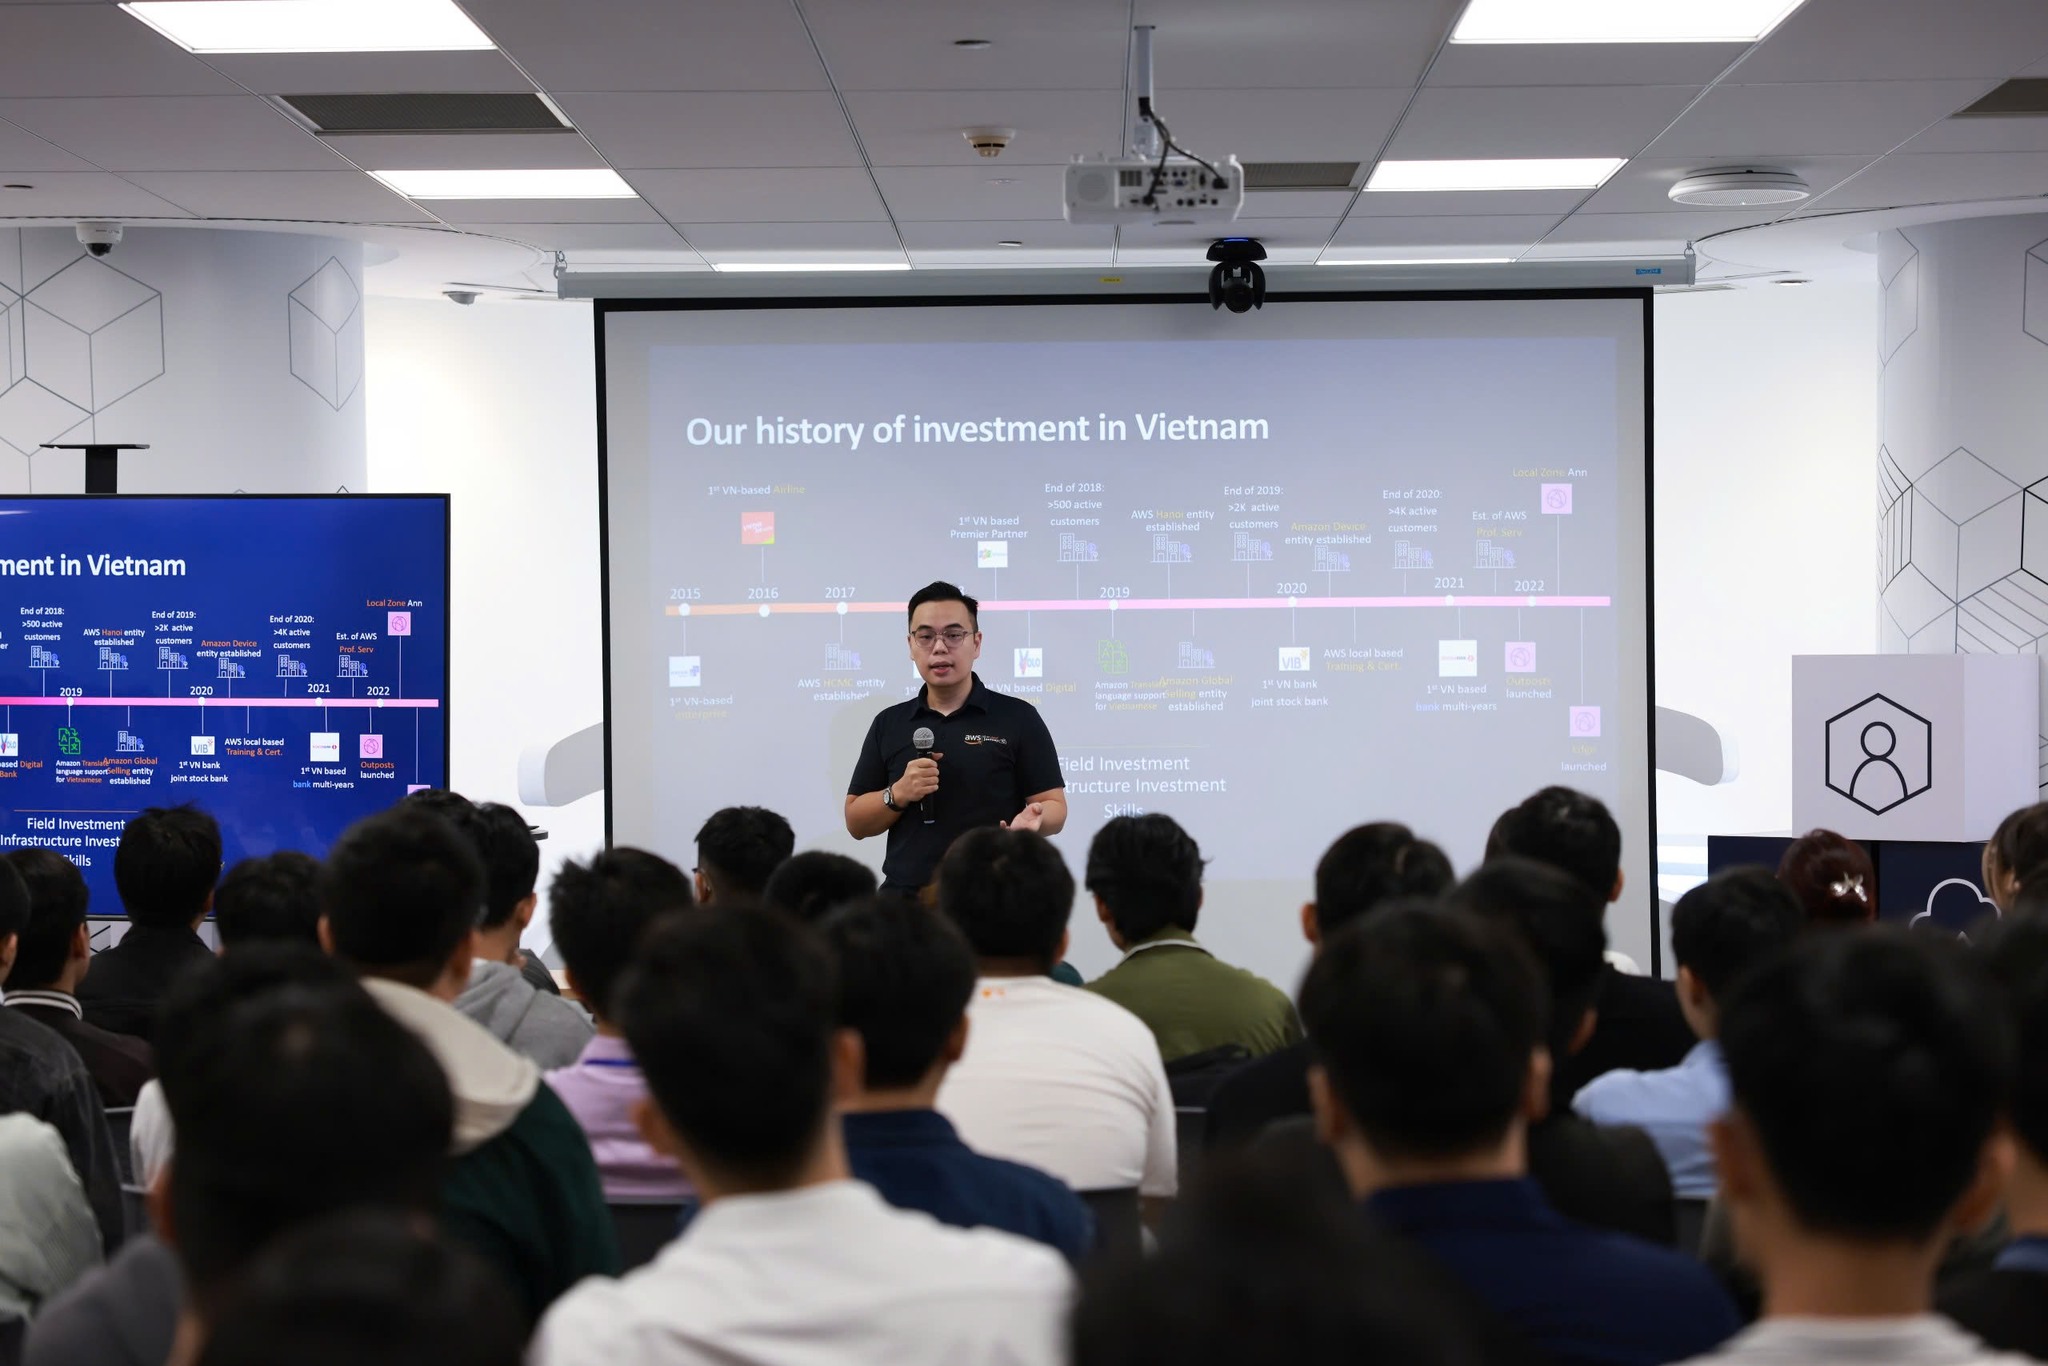 Our history of investment in Vietnam
1st VN-based Airline
1st VN based
Premier Partner
End of 2018:
>500 active
customers
AWS Hanoi entity
established
End of 2019:
>2K active
customers
Amazon Device
entity established
End of 2020:
>4K active
customers
Est. of AWS
Prof. Serv
Local Zone Ann
2015
2016
2017
2019
2020
2021
2022
1st VN-based
enterprise
AWS HCMC entity
established
VN based Digital
Amazon Translate
language support
for Vietnamese
Amazon Global
Selling entity
established
VIB
1st VN bank
joint stock bank
AWS local based
Training & Cert.
1st VN based
bank multi-years
Outposts
launched
launched
Field Investment
structure Investment
Skills
aws
ment in Vietnam
End of 2018:
>500 active
customers
AWS Hanoi entity
established
End of 2019:
>2K active
customers
Amazon Device
entity established
End of 2020:
>4K active
customers
Est. of AWS
Prof. Serv
Local Zone Ann
2019
2020
2021
2022
ased Digital
Bank
Amazon Translate
language support
for Vietnamese
Amazon Global
Selling entity
established
VIB
1st VN bank
joint stock bank
AWS local based
Training & Cert.
1st VN based
bank multi-years
Outposts
launched
Field Investment
Infrastructure Invest
Skills